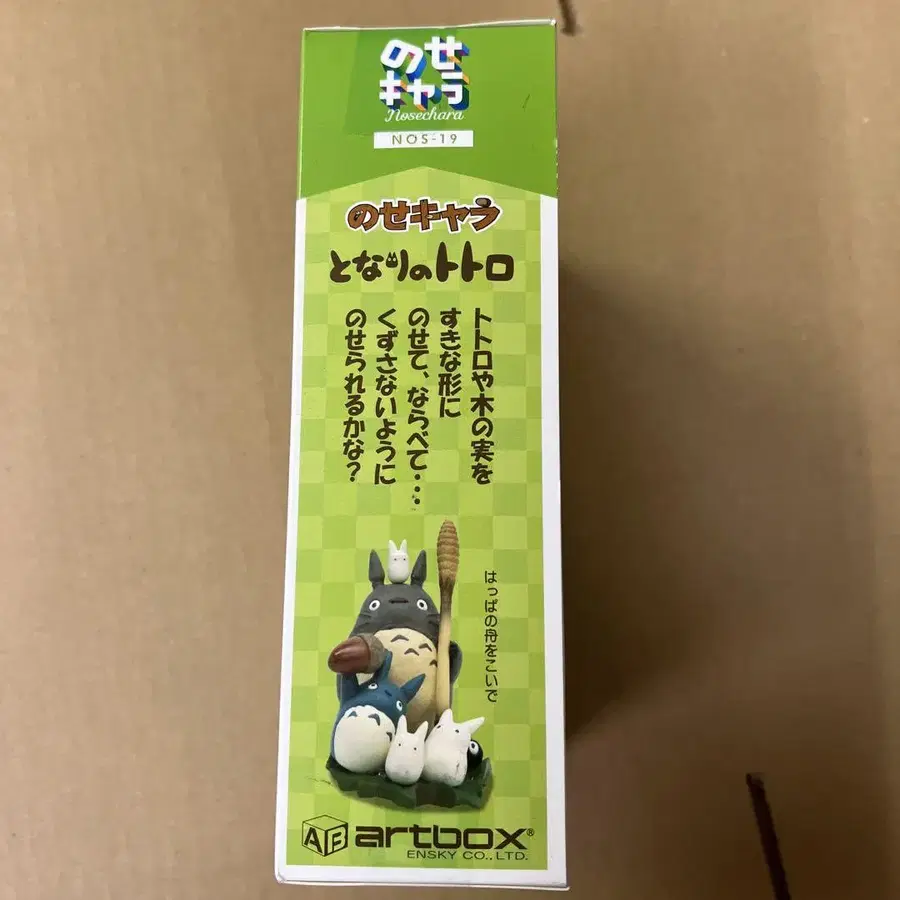 のせ
キャラ
Nosechara
NOS-19
のせキャラ
となりのトトロ
トトロや木の実を
すきな形に
のせて、ならべて・・・
くずさないように
のせられるかな？
はっぱの舟をこいで
AB artbox®
ENSKY CO., LTD.